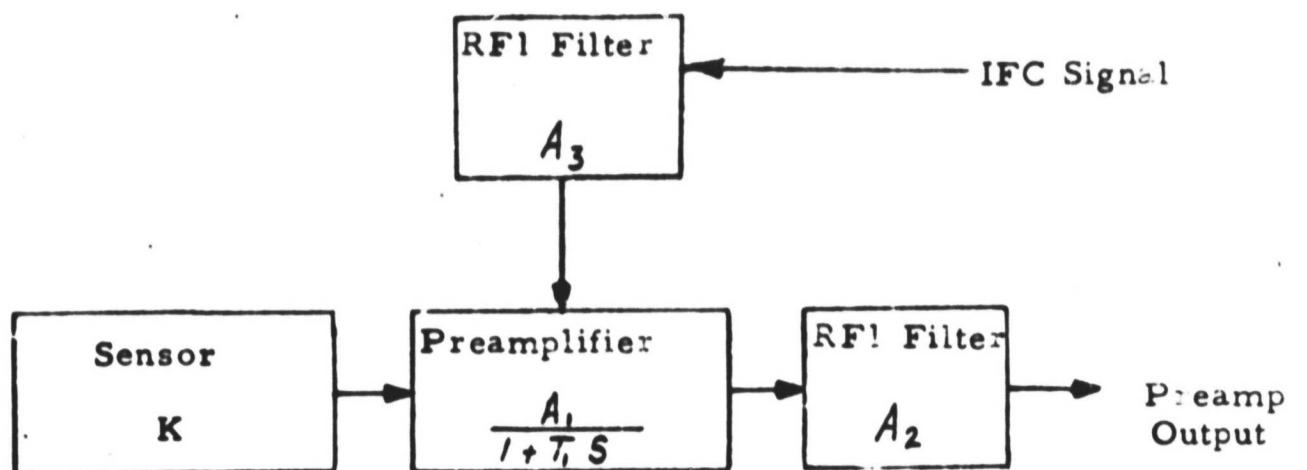 RFI Filter
A₃
IFC Signal
Sensor
K
Preamplifier
A₁
1 + T₁ S
RFI Filter
A₂
Preamp
Output